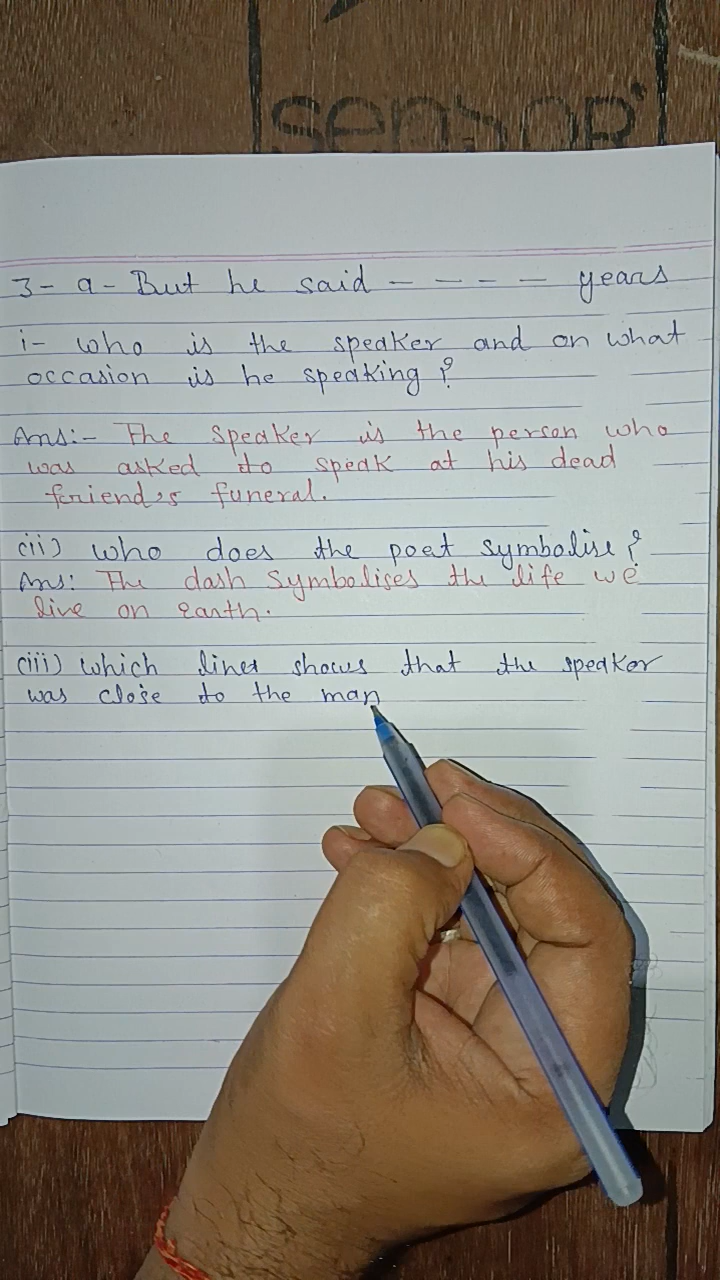 senhor
3- a- But he said - - - - years
i- who is the speaker and on what
occasion is he speaking ?
Ans:- The speaker is the person who
was asked to speak at his dead
friend's funeral.
(ii) who does the poet symbolise ?
Ans: The dash symbolises the life we
live on earth.
(iii) which lines shows that the speaker
was close to the man